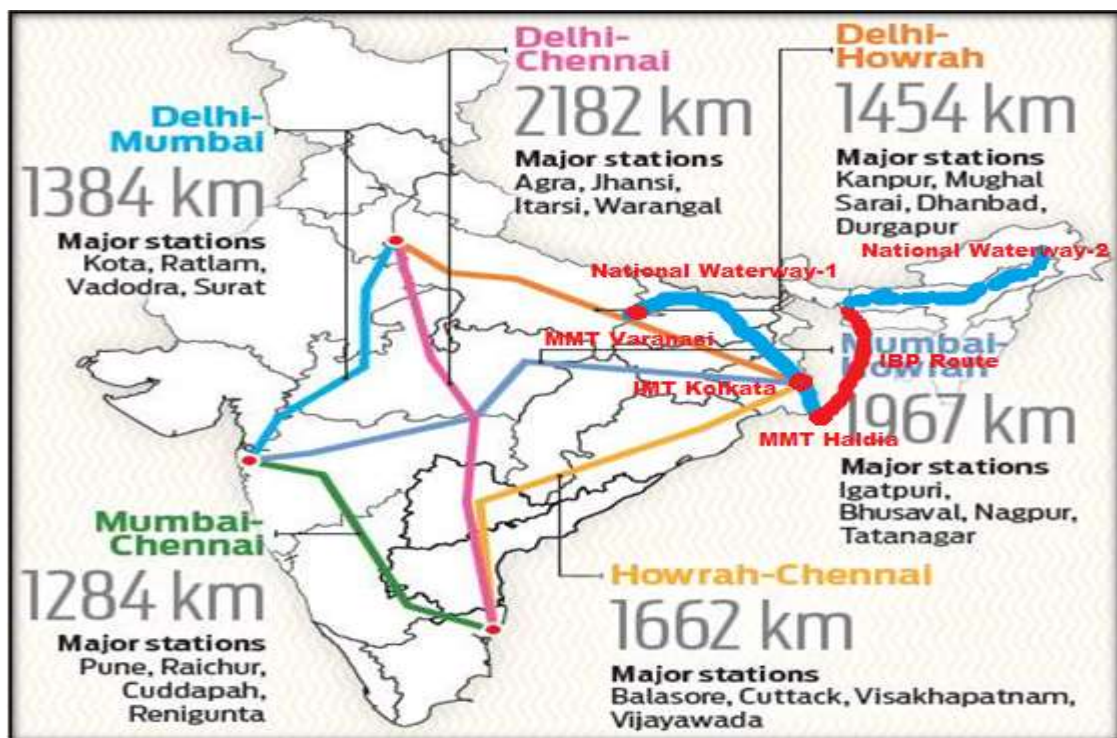 Delhi-
Chennai
2182 km
Major stations
Agra, Jhansi,
Itarsi, Warangal
Delhi-
Howrah
1454 km
Major stations
Kanpur, Mughal
Sarai, Dhanbad,
Durgapur
Delhi-
Mumbai
1384 km
Major stations
Kota, Ratlam,
Vadodra, Surat
National Waterway-1
National Waterway-2
MMT Varanasi
IMT Kolkata
MMT Haldia
IBP Route
Mumbai-
Howrah
1967 km
Major stations
Igatpuri,
Bhusaval, Nagpur,
Tatanagar
Mumbai-
Chennai
1284 km
Major stations
Pune, Raichur,
Cuddapah,
Renigunta
Howrah-Chennai
1662 km
Major stations
Balasore, Cuttack, Visakhapatnam,
Vijayawada